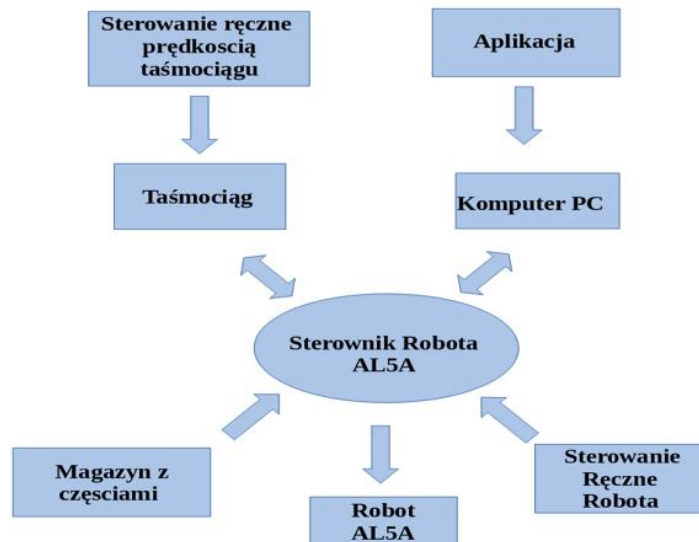 Sterowanie ręczne
prędkoscią
taśmociągu
Aplikacja
Taśmociąg
Komputer PC
Sterownik Robota
AL5A
Magazyn z
częsciami
Robot
AL5A
Sterowanie
Ręczne
Robota